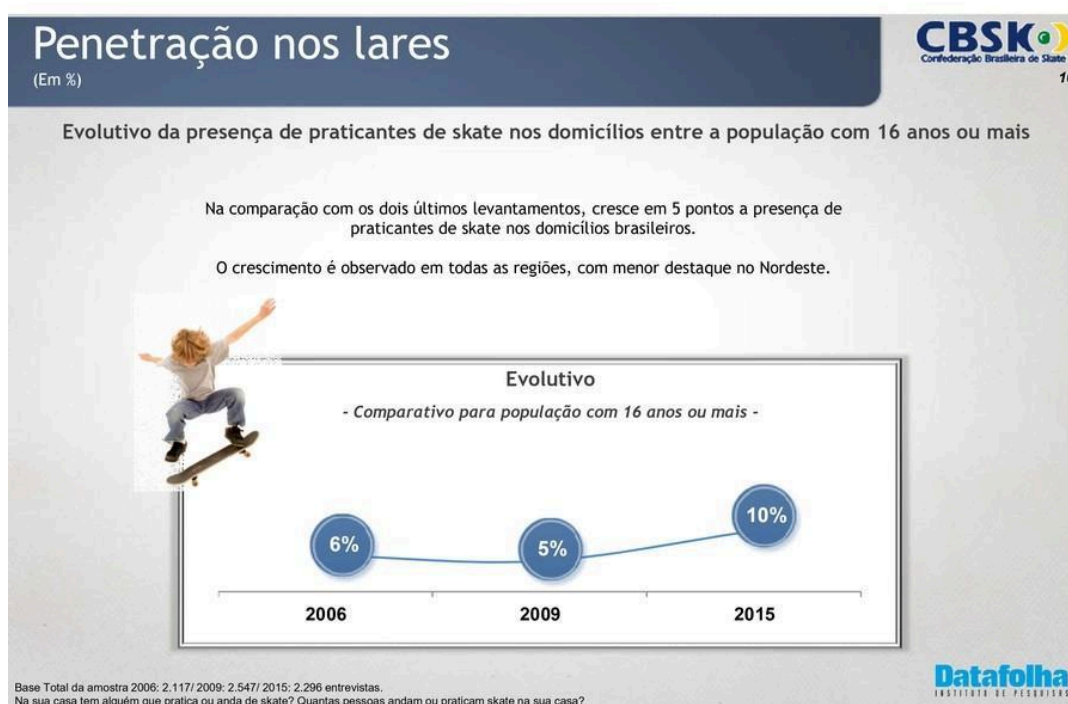 Penetração nos lares
(Em %)
CBSK
Confederação Brasileira de Skate
Evolutivo da presença de praticantes de skate nos domicílios entre a população com 16 anos ou mais
Na comparação com os dois últimos levantamentos, cresce em 5 pontos a presença de
praticantes de skate nos domicílios brasileiros.
O crescimento é observado em todas as regiões, com menor destaque no Nordeste.
Evolutivo
- Comparativo para população com 16 anos ou mais -
6%
5%
10%
2006
2009
2015
Base Total da amostra 2006: 2.117/ 2009: 2.547/ 2015: 2.296 entrevistas.
Na sua casa tem alguém que pratica ou anda de skate? Quantas pessoas andam ou praticam skate na sua casa?
Datafolha
INSTITUTO DE PESQUISAS